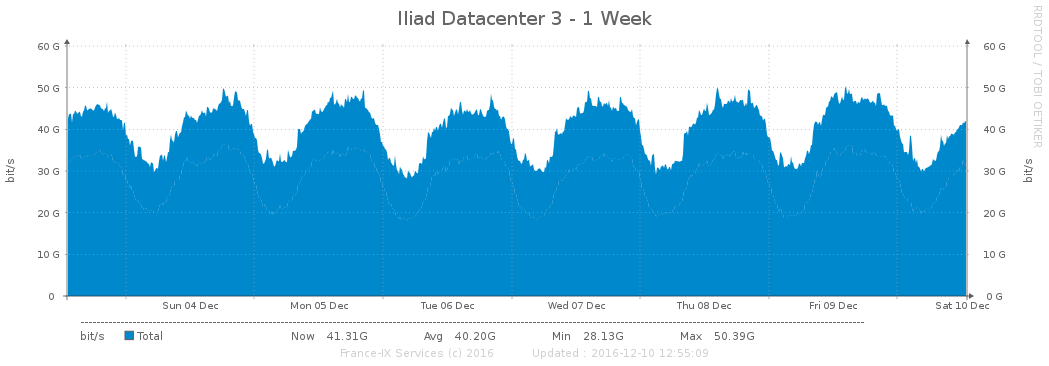 Iliad Datacenter 3 - 1 Week
RRDTOOL / TOBI OETIKER
60 G 60 G
50 G 50 G
40 G 40 G
30 G 30 G
20 G 20 G
10 G 10 G
0 0 G
bit/s bit/s
Sun 04 Dec Mon 05 Dec Tue 06 Dec Wed 07 Dec Thu 08 Dec Fri 09 Dec Sat 10 Dec
bit/s Total Now 41.31G Avg 40.20G Min 28.13G Max 50.39G
France-IX Services (c) 2016 Updated : 2016-12-10 12:55:09